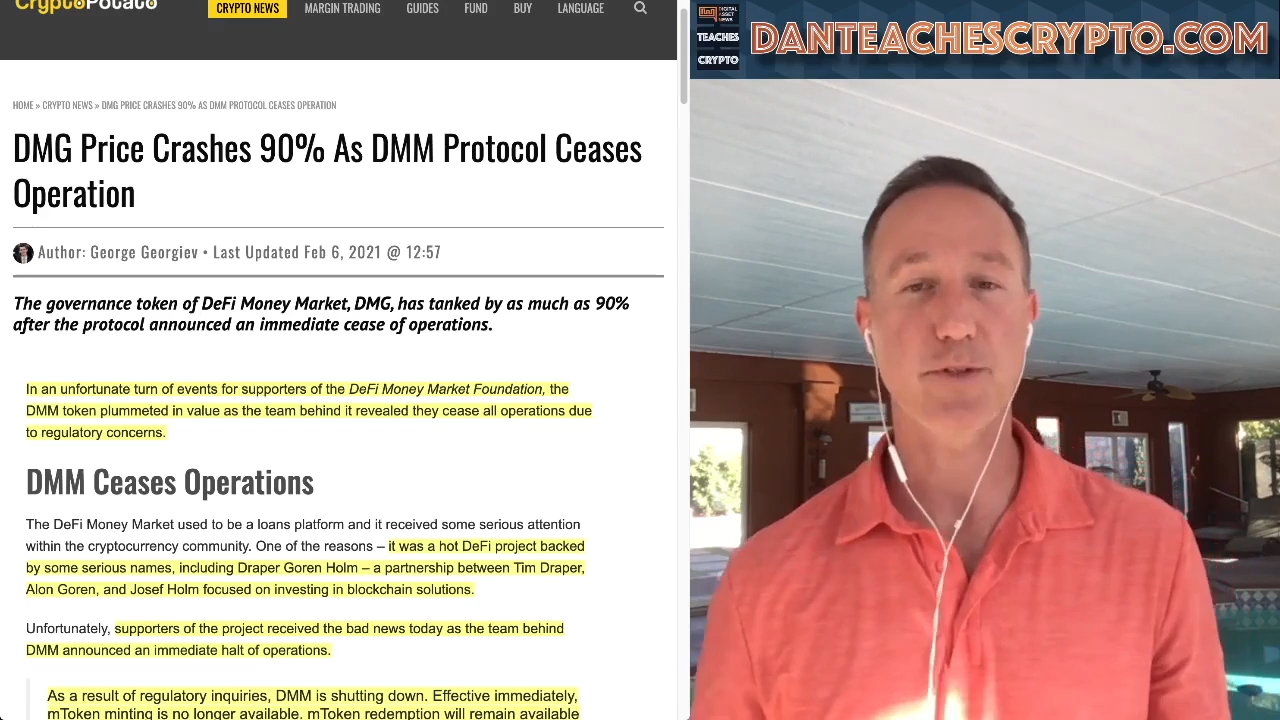 CryptoPotato
CRYPTO NEWS MARGIN TRADING GUIDES FUND BUY LANGUAGE
HOME » CRYPTO NEWS » DMG PRICE CRASHES 90% AS DMM PROTOCOL CEASES OPERATION
DMG Price Crashes 90% As DMM Protocol Ceases
Operation
Author: George Georgiev • Last Updated Feb 6, 2021 @ 12:57
The governance token of DeFi Money Market, DMG, has tanked by as much as 90%
after the protocol announced an immediate cease of operations.
In an unfortunate turn of events for supporters of the DeFi Money Market Foundation, the
DMM token plummeted in value as the team behind it revealed they cease all operations due
to regulatory concerns.
DMM Ceases Operations
The DeFi Money Market used to be a loans platform and it received some serious attention
within the cryptocurrency community. One of the reasons – it was a hot DeFi project backed
by some serious names, including Draper Goren Holm – a partnership between Tim Draper,
Alon Goren, and Josef Holm focused on investing in blockchain solutions.
Unfortunately, supporters of the project received the bad news today as the team behind
DMM announced an immediate halt of operations.
As a result of regulatory inquiries, DMM is shutting down. Effective immediately,
mToken minting is no longer available. mToken redemption will remain available
DIGITAL
ASSET
NEWS
TEACHES
CRYPTO
DANTEACHESCRYPTO.COM